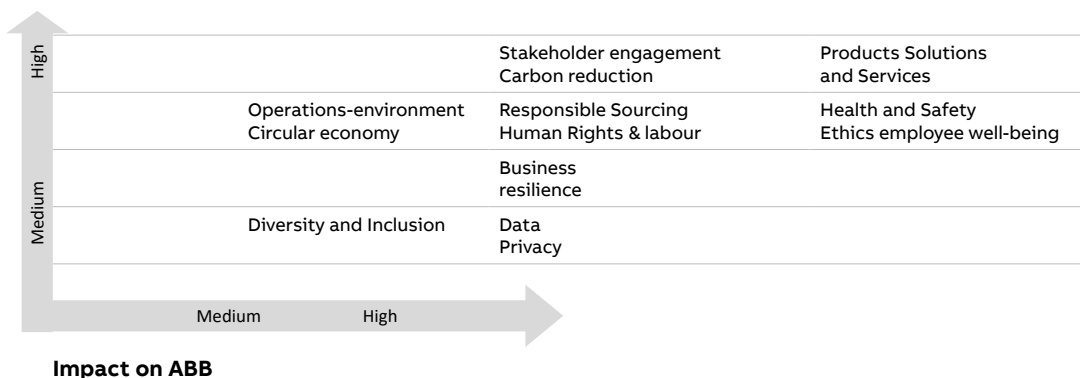 High
Stakeholder engagement
Carbon reduction
Products Solutions
and Services
Operations-environment
Circular economy
Responsible Sourcing
Human Rights & labour
Health and Safety
Ethics employee well-being
Business
resilience
Medium
Diversity and Inclusion
Data
Privacy
Medium
High
Impact on ABB